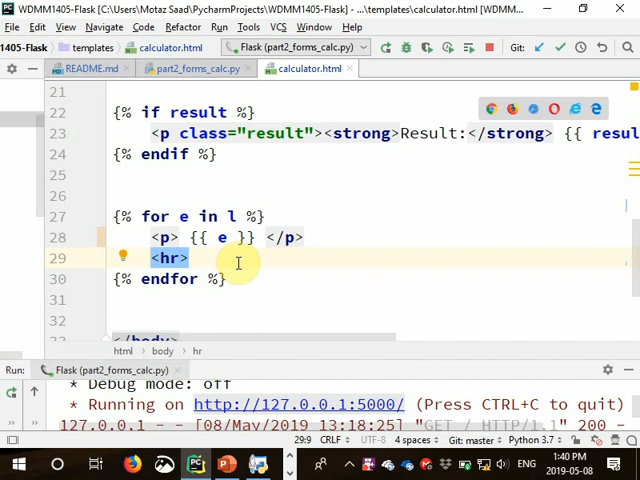 WDMM1405-Flask [C:\Users\Motaz Saad\PycharmProjects\WDMM1405-Flask] - ...\templates\calculator.html [WDMM1405-...
File Edit View Navigate Code Refactor Run Tools VCS Window Help
1405-Flask templates calculator.html Flask (part2_forms_calc.py) Git:
README.md part2_forms_calc.py calculator.html
21
22 {% if result %}
23 <p class="result"><strong>Result:</strong> {{ resul
24 {% endif %}
25
26
27 {% for e in l %}
28 <p> {{ e }} </p>
29 <hr>
30 {% endfor %}
31
32
33 </body>
html body hr
Run: Flask (part2_forms_calc.py)
* Debug mode: off
* Running on http://127.0.0.1:5000/ (Press CTRL+C to quit)
127.0.0.1 - - [08/May/2019 13:18:25] "GET / HTTP/1.1" 200 -
29:9 CRLF UTF-8 4 spaces Git: master Python 3.7
ENG 1:40 PM
2019-05-08